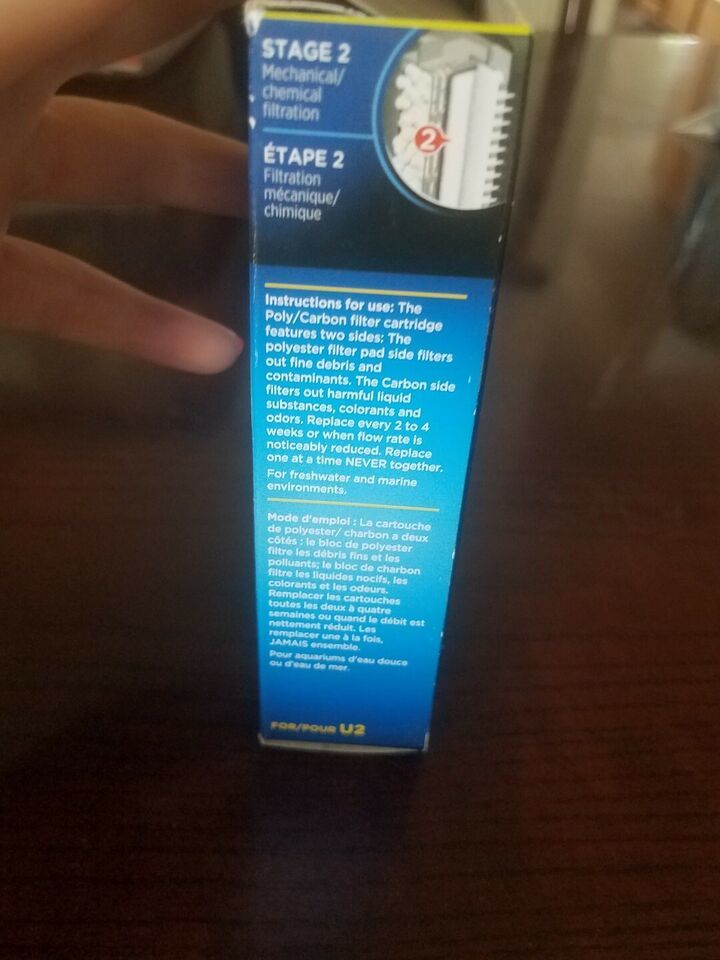 STAGE 2
Mechanical/
chemical
filtration
ÉTAPE 2
Filtration
mécanique/
chimique
2
Instructions for use: The
Poly/Carbon filter cartridge
features two sides: The
polyester filter pad side filters
out fine debris and
contaminants. The Carbon side
filters out harmful liquid
substances, colorants and
odors. Replace every 2 to 4
weeks or when flow rate is
noticeably reduced. Replace
one at a time NEVER together.
For freshwater and marine
environments.
Mode d'emploi : La cartouche
de polyester/ charbon a deux
côtés : le bloc de polyester
filtre les débris fins et les
polluants; le bloc de charbon
filtre les liquides nocifs, les
colorants et les odeurs.
Remplacer les cartouches
toutes les deux à quatre
semaines ou quand le débit est
nettement réduit. Les
remplacer une à la fois,
JAMAIS ensemble.
Pour aquariums d'eau douce
ou d'eau de mer.
FOR/POUR U2